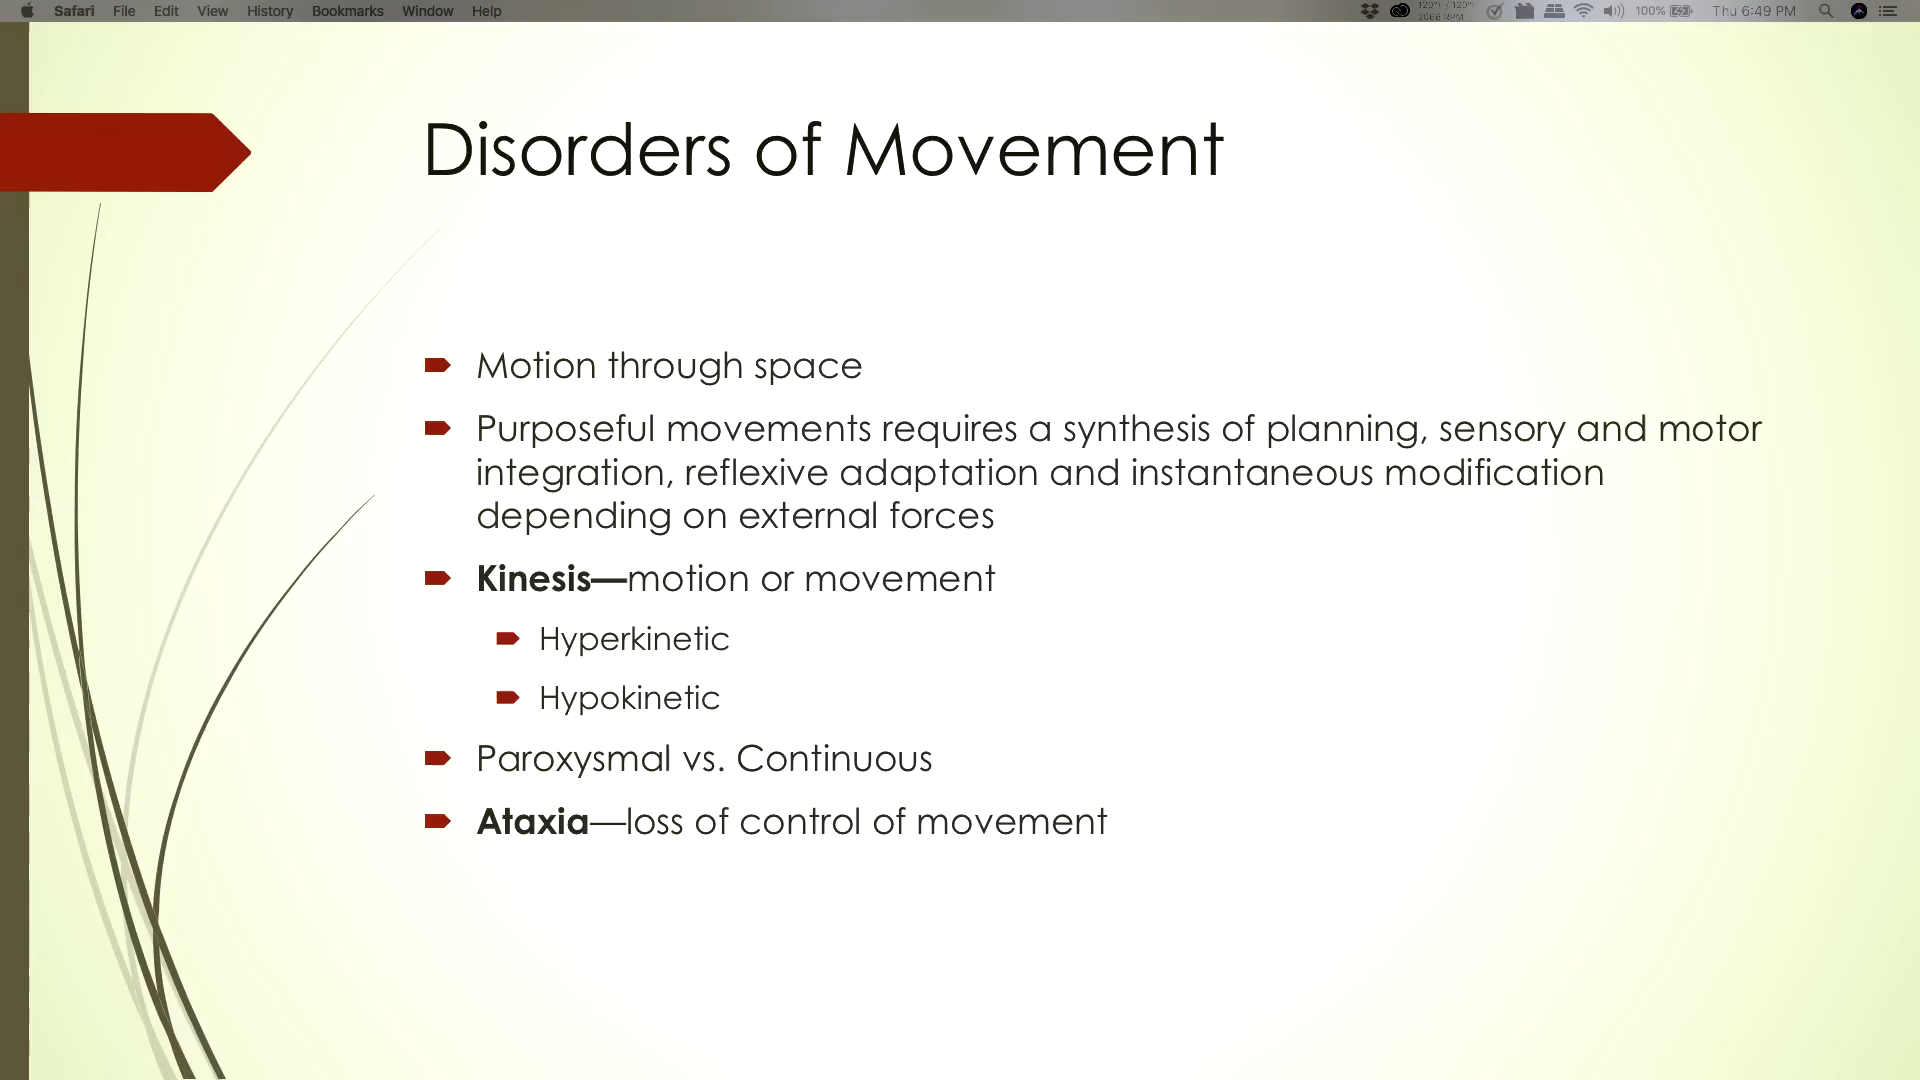 Safari File Edit View History Bookmarks Window Help 100% Thu 6:49 PM
Disorders of Movement
Motion through space
Purposeful movements requires a synthesis of planning, sensory and motor
integration, reflexive adaptation and instantaneous modification
depending on external forces
Kinesis—motion or movement
Hyperkinetic
Hypokinetic
Paroxysmal vs. Continuous
Ataxia—loss of control of movement